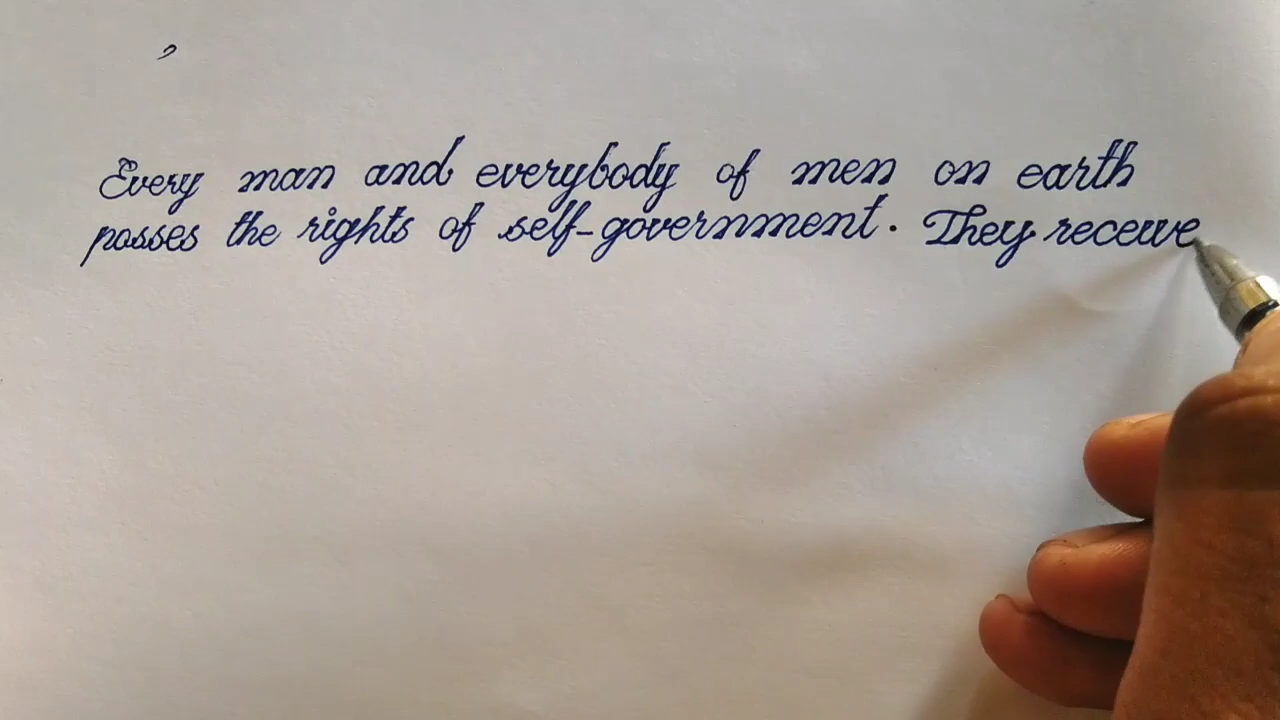 Every man and everybody of men on earth
posses the rights of self-government. They receive